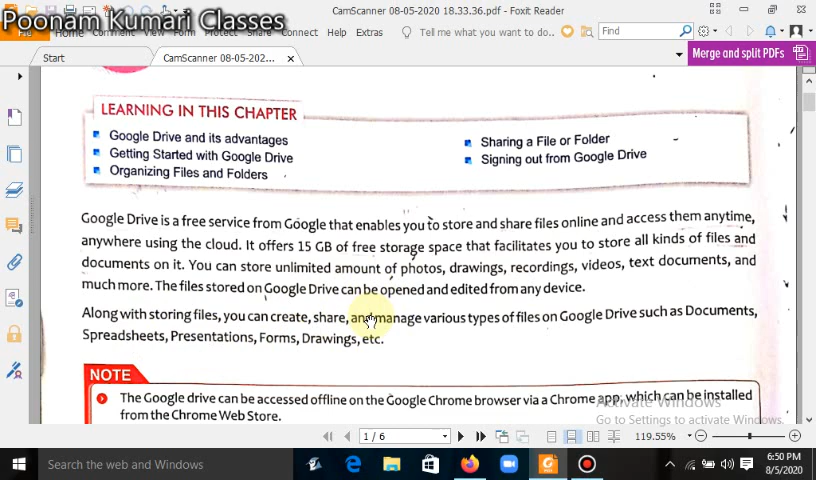 Poonam Kumari Classes
CamScanner 08-05-2020 18.33.36.pdf - Foxit Reader
File Home Comment View Form Protect Share Connect Help Extras Tell me what you want to do... Find
Start CamScanner 08-05-202... Merge and split PDFs
LEARNING IN THIS CHAPTER
Google Drive and its advantages
Getting Started with Google Drive
Organizing Files and Folders
Sharing a File or Folder
Signing out from Google Drive
Google Drive is a free service from Google that enables you to store and share files online and access them anytime,
anywhere using the cloud. It offers 15 GB of free storage space that facilitates you to store all kinds of files and
documents on it. You can store unlimited amount of photos, drawings, recordings, videos, text documents, and
much more. The files stored on Google Drive can be opened and edited from any device.
Along with storing files, you can create, share, and manage various types of files on Google Drive such as Documents,
Spreadsheets, Presentations, Forms, Drawings, etc.
NOTE
The Google drive can be accessed offline on the Google Chrome browser via a Chrome app, which can be installed
from the Chrome Web Store.
Activate Windows
Go to Settings to activate Windows.
1 / 6 119.55%
Search the web and Windows
6:50 PM
8/5/2020